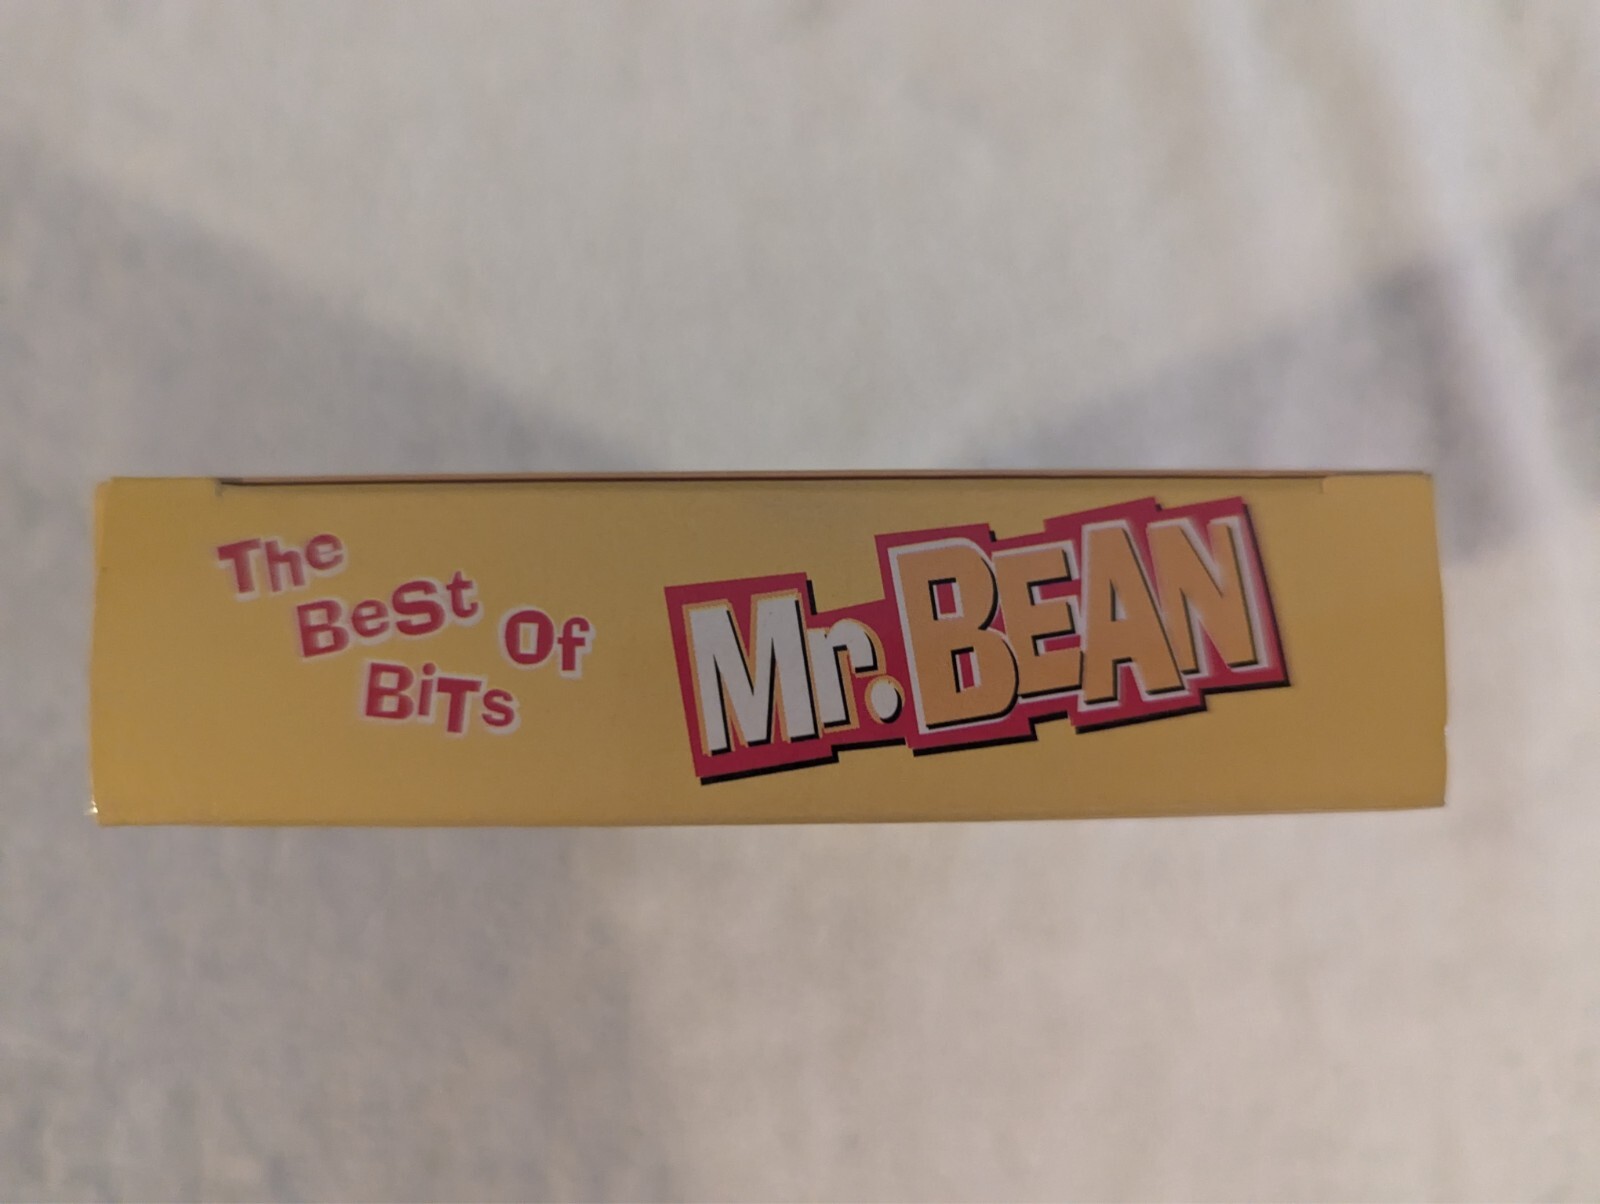 The
BeST Of
BiTs
Mr. BEAN